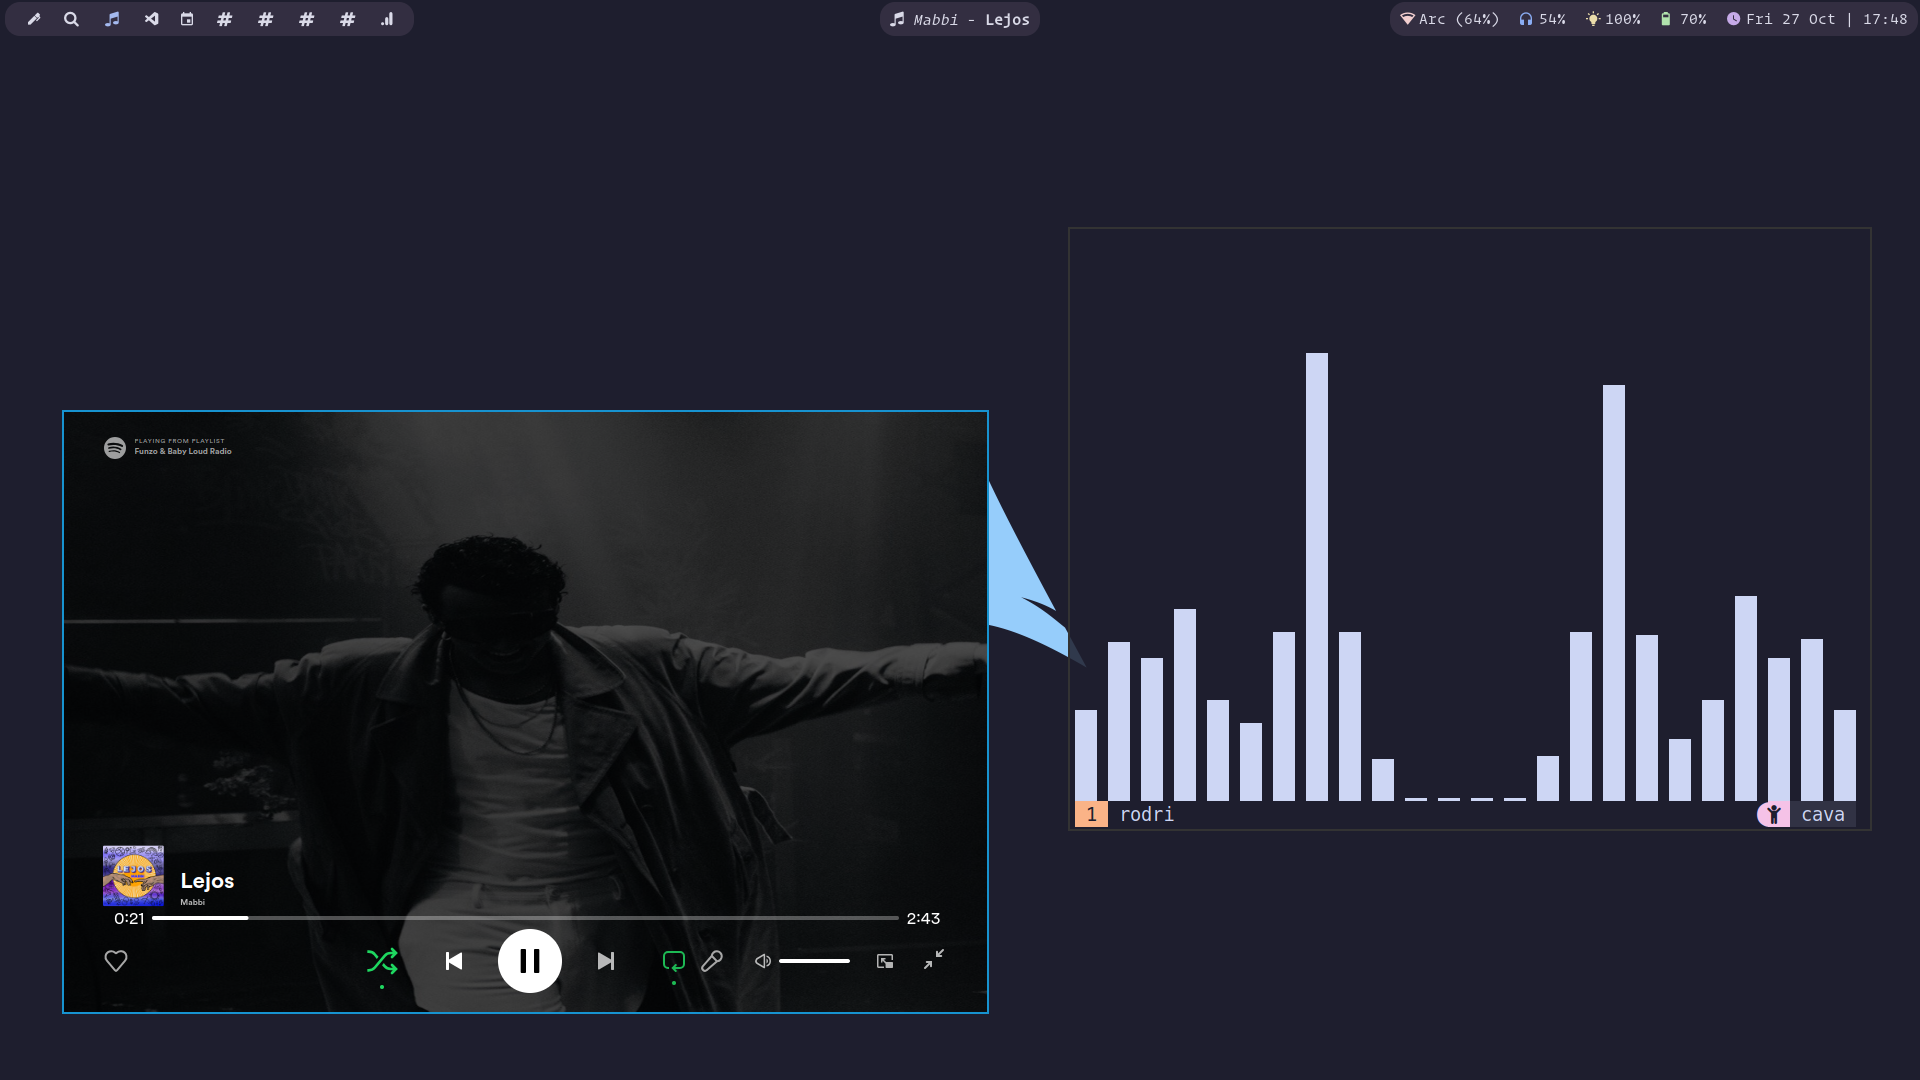 Mabbi - Lejos
Arc (64%) 54% 100% 70% Fri 27 Oct | 17:48
PLAYING FROM PLAYLIST
Funzo & Baby Loud Radio
LEJOS
Lejos
Mabbi
0:21 2:43
1 rodri cava